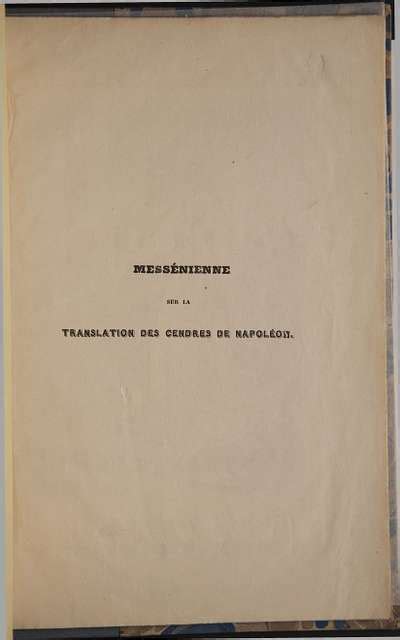 MESSÉNIENNE
SUR LA
TRANSLATION DES CENDRES DE NAPOLÉON.